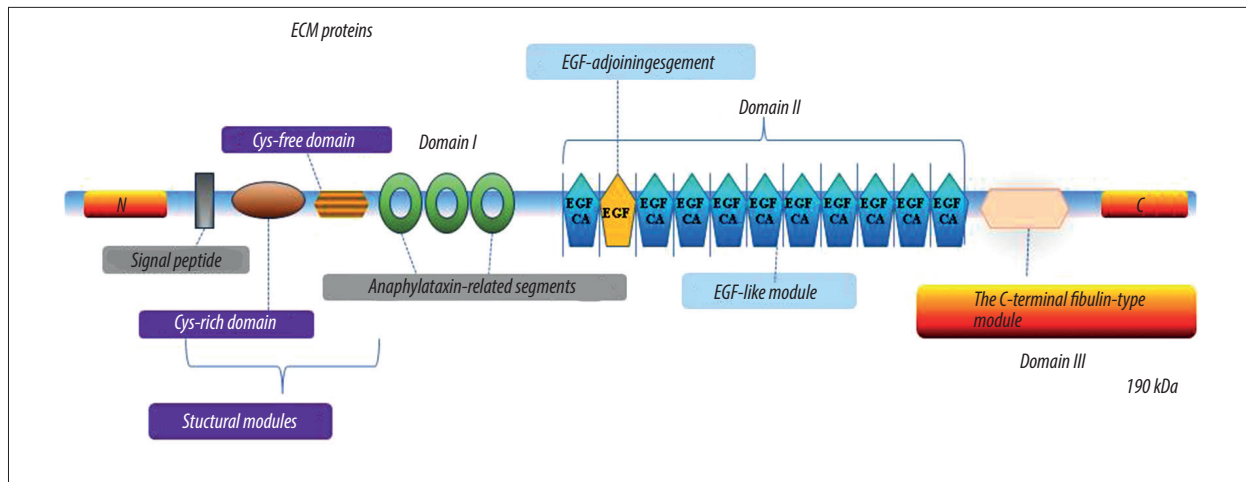 ECM proteins
EGF-adjoiningesgement
Domain II
Cys-free domain
Domain I
N
EGF CA
EGF
EGF CA
EGF CA
EGF CA
EGF CA
EGF CA
EGF CA
EGF CA
EGF CA
EGF CA
C
Signal peptide
Anaphylataxin-related segments
EGF-like module
The C-terminal fibulin-type
module
Cys-rich domain
Domain III
190 kDa
Stuctural modules